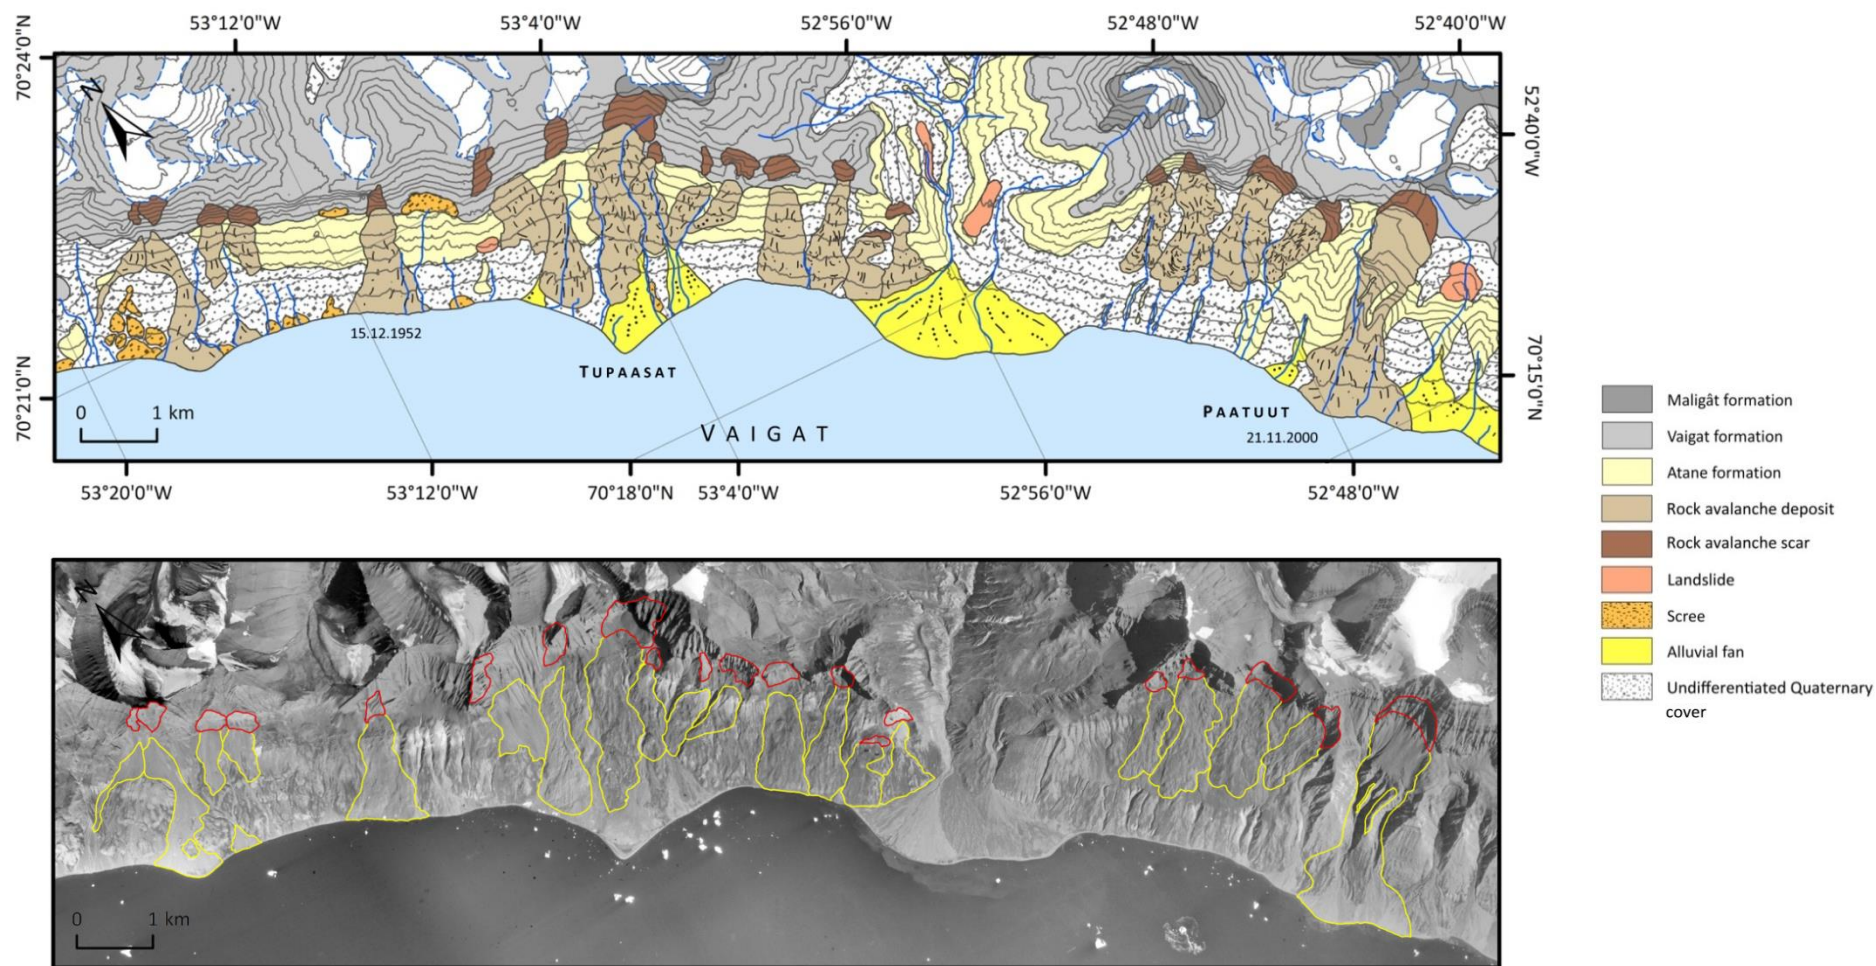 53°12'0"W
53°4'0"W
52°56'0"W
52°48'0"W
52°40'0"W
70°24'0"N
N
52°40'0"W
15.12.1952
TUPAASAT
70°21'0"N
0 1 km
VAIGAT
PAATUUT
21.11.2000
70°15'0"N
53°20'0"W
53°12'0"W
70°18'0"N
53°4'0"W
52°56'0"W
52°48'0"W
Maligât formation
Vaigat formation
Atane formation
Rock avalanche deposit
Rock avalanche scar
Landslide
Scree
Alluvial fan
Undifferentiated Quaternary
cover
N
0 1 km